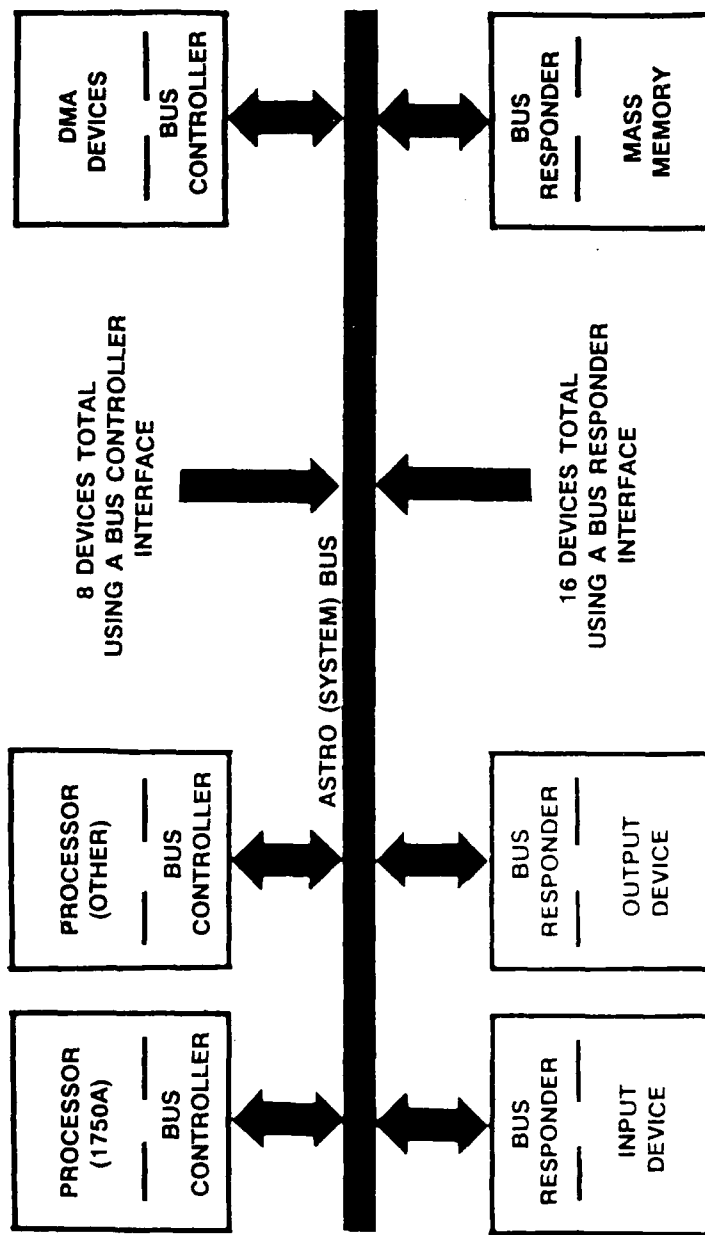 PROCESSOR
(1750A)
BUS
CONTROLLER
PROCESSOR
(OTHER)
BUS
CONTROLLER
8 DEVICES TOTAL
USING A BUS CONTROLLER
INTERFACE
DMA
DEVICES
BUS
CONTROLLER
ASTRO (SYSTEM) BUS
BUS
RESPONDER
INPUT
DEVICE
BUS
RESPONDER
OUTPUT
DEVICE
16 DEVICES TOTAL
USING A BUS RESPONDER
INTERFACE
BUS
RESPONDER
MASS
MEMORY